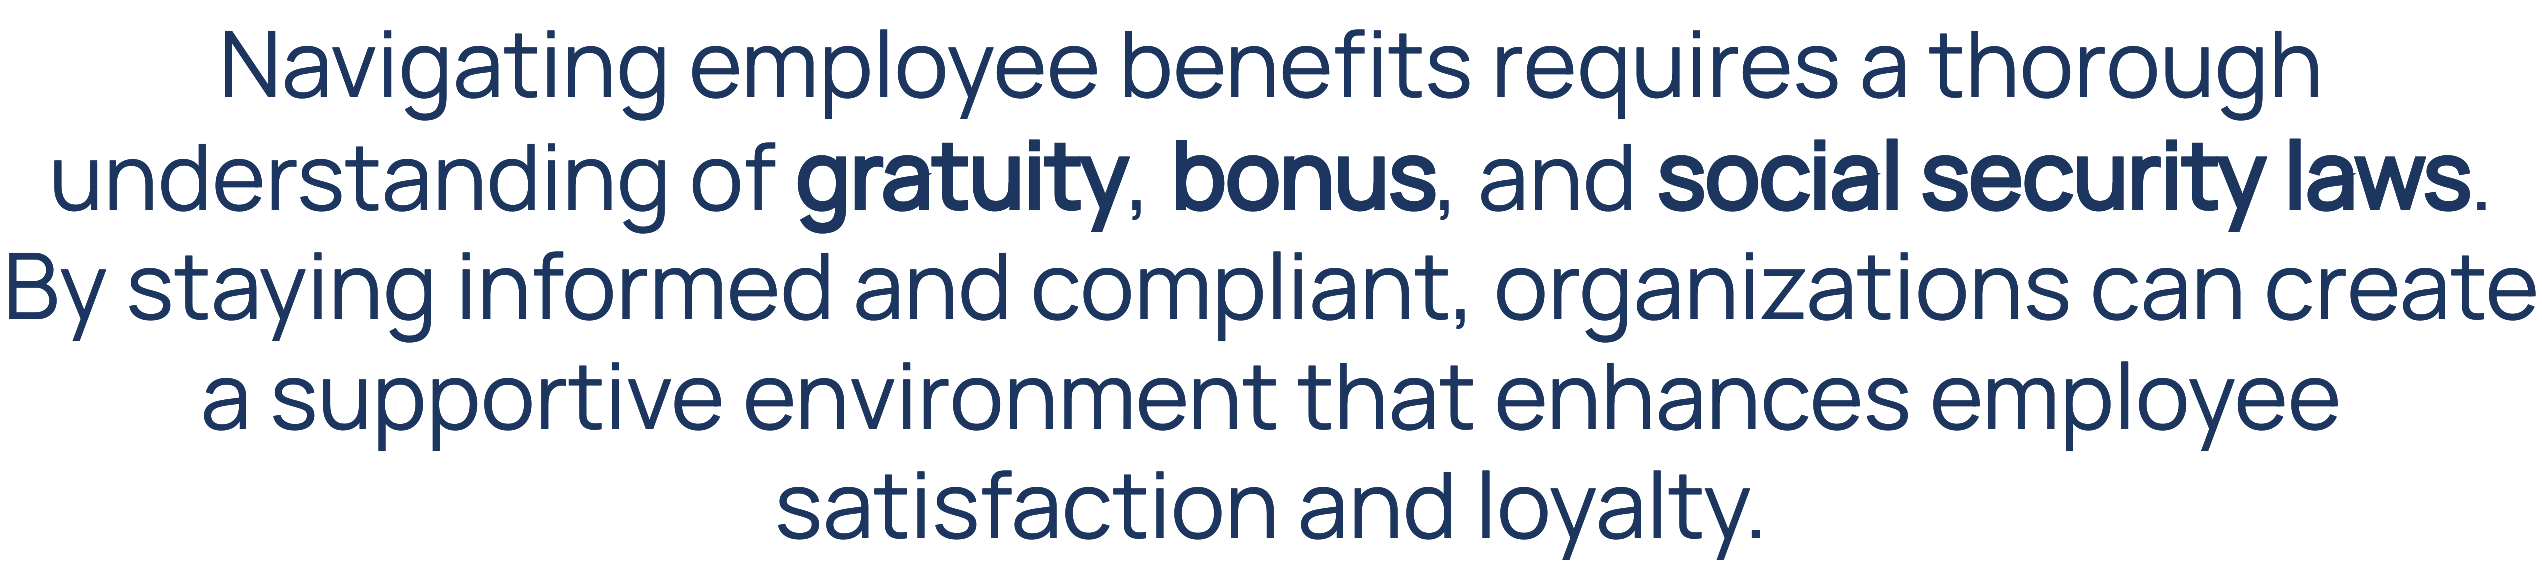 Navigating employee benefits requires a thorough
understanding of gratuity, bonus, and social security laws.
By staying informed and compliant, organizations can create
a supportive environment that enhances employee
satisfaction and loyalty.